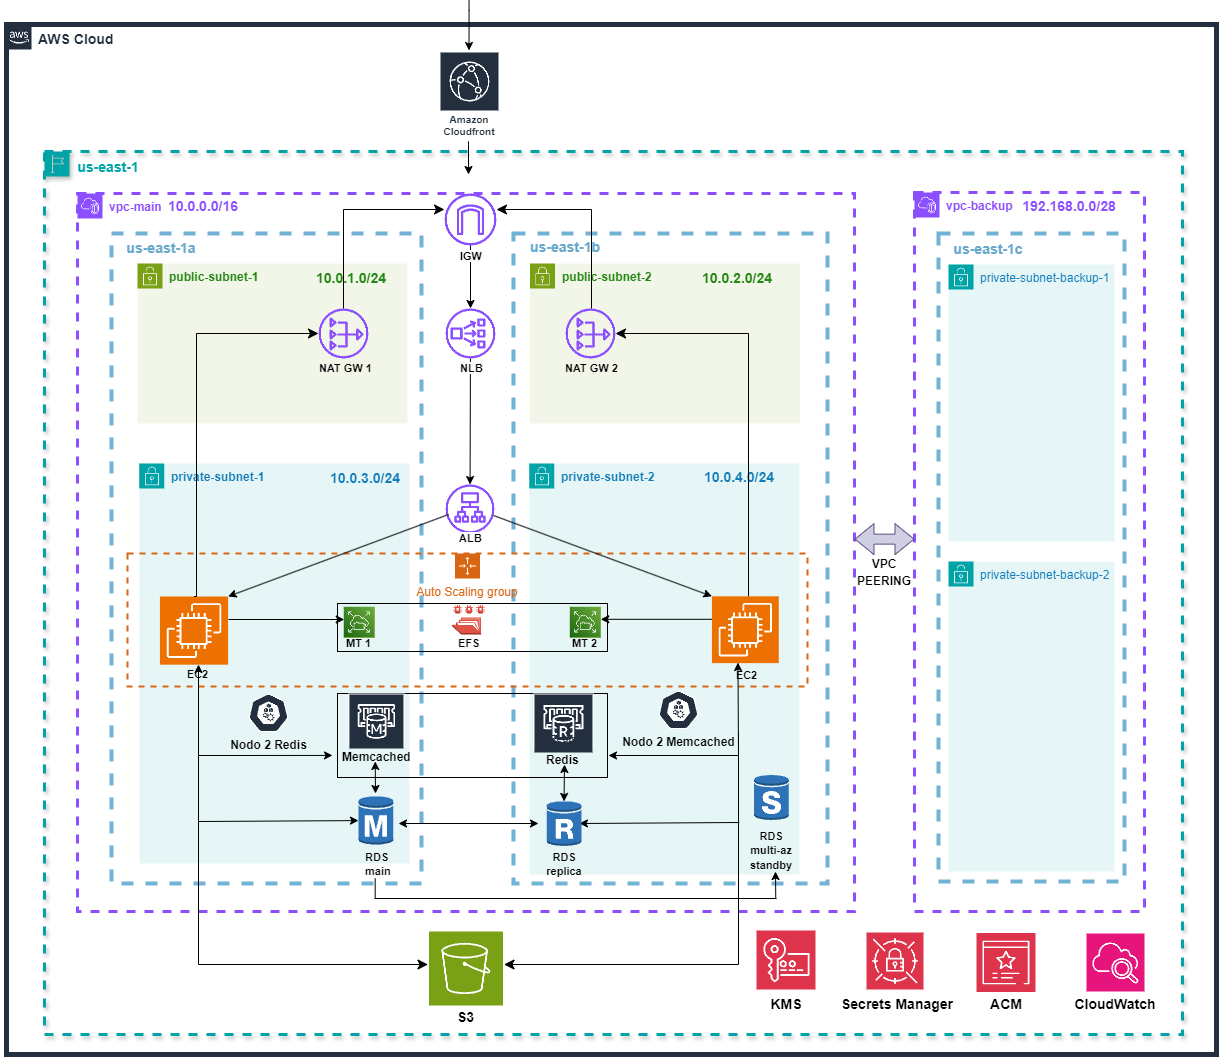 aws
AWS Cloud
Amazon
Cloudfront
us-east-1
vpc-main 10.0.0.0/16
vpc-backup 192.168.0.0/28
us-east-1a
us-east-1b
us-east-1c
IGW
public-subnet-1 10.0.1.0/24
public-subnet-2 10.0.2.0/24
private-subnet-backup-1
NAT GW 1
NLB
NAT GW 2
private-subnet-1 10.0.3.0/24
private-subnet-2 10.0.4.0/24
ALB
VPC
PEERING
private-subnet-backup-2
Auto Scaling group
MT 1
EFS
MT 2
EC2
EC2
Nodo 2 Redis
M
Memcached
R
Redis
Nodo 2 Memcached
M
RDS
main
R
RDS
replica
S
RDS
multi-az
standby
S3
KMS
Secrets Manager
ACM
CloudWatch